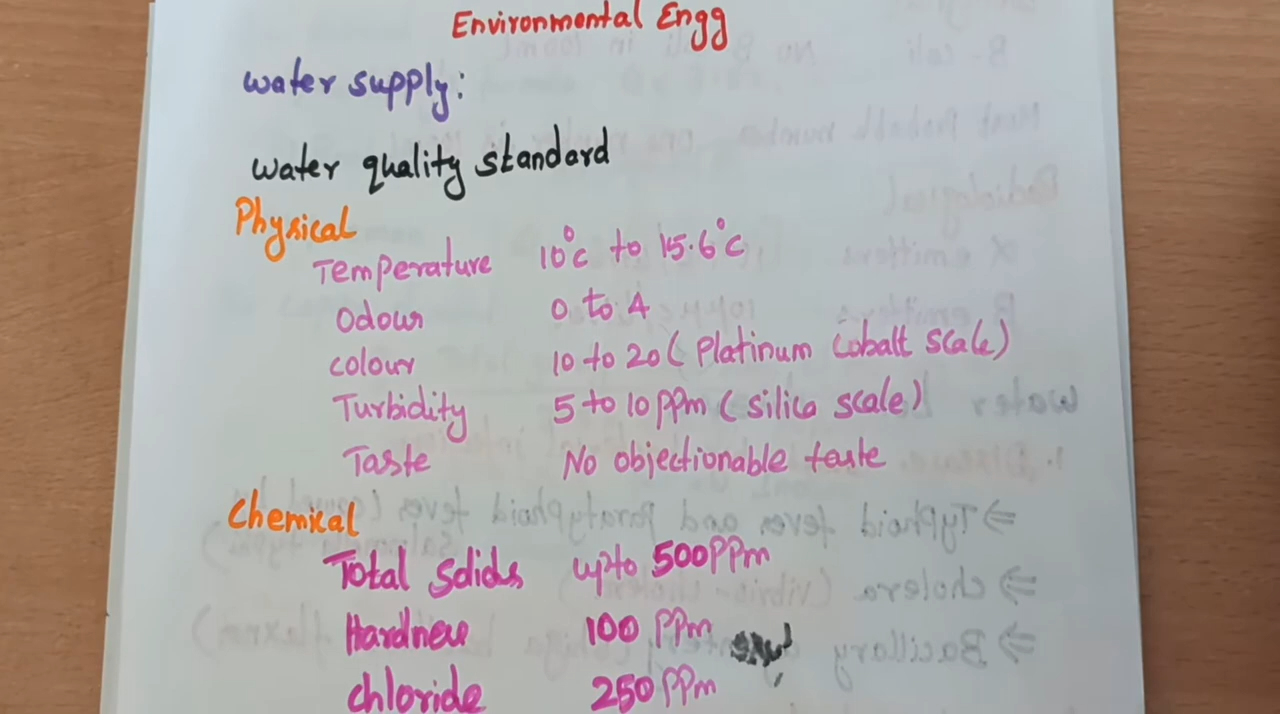 Environmental Engg
water supply:
water quality standard
Physical
Temperature 10°c to 15.6°c
Odour 0 to 4
colour 10 to 20 ( Platinum Cobalt scale)
Turbidity 5 to 10 ppm ( silica scale)
Taste No objectionable taste
Chemical
Total Solids upto 500 PPm
Hardness 100 PPm
chloride 250 PPm